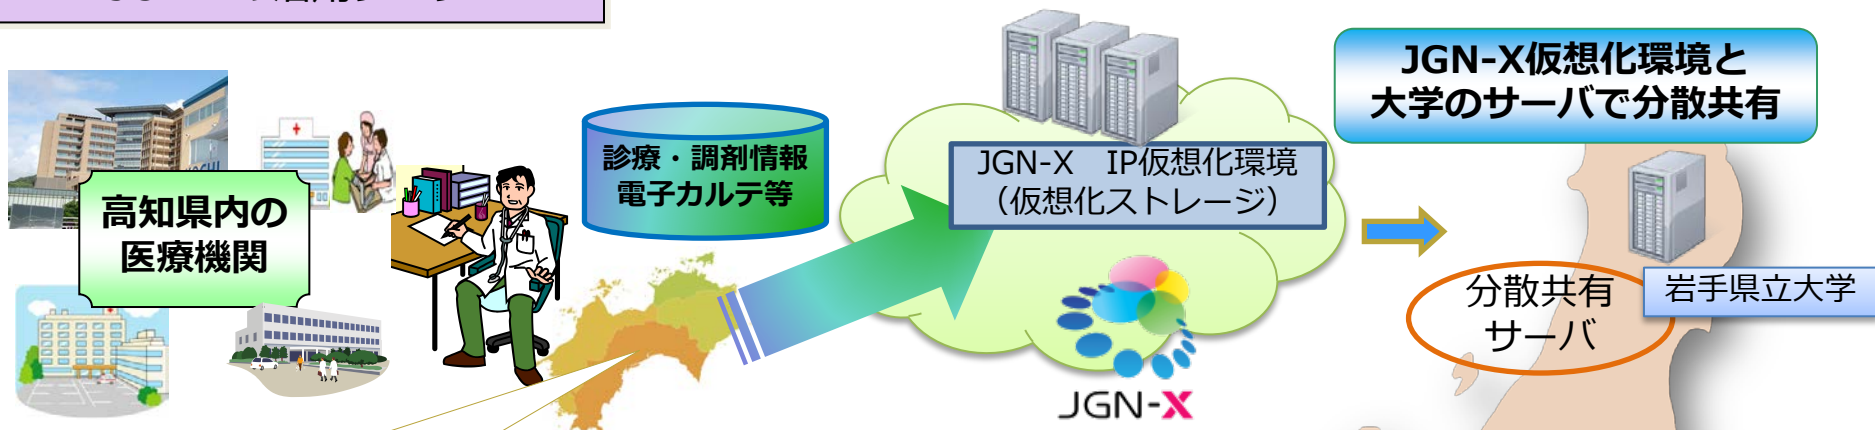 高知県内の
医療機関
診療・調剤情報
電子カルテ等
JGN-X IP仮想化環境
（仮想化ストレージ）
JGN-X
JGN-X仮想化環境と
大学のサーバで分散共有
分散共有
サーバ
岩手県立大学